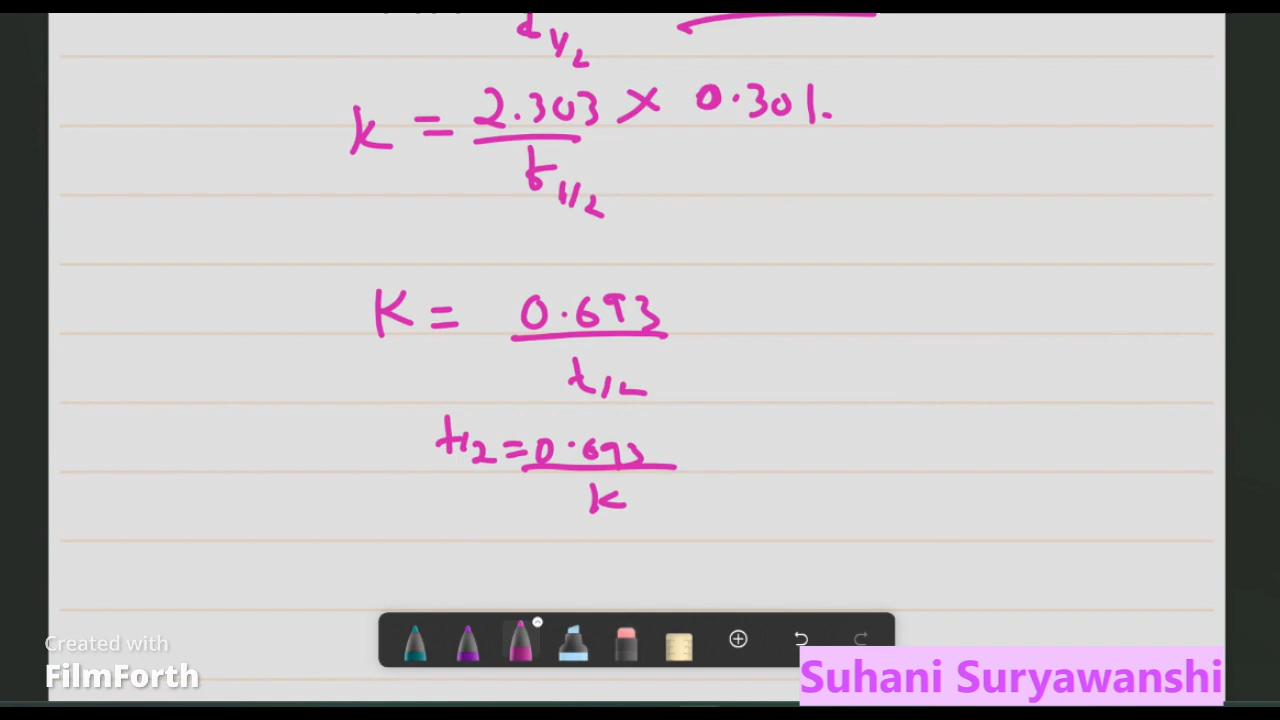 t1/2
k = 2.303 × 0.301.
t1/2
K = 0.693
t1/2
t1/2 = 0.693
k
Created with
FilmForth
Suhani Suryawanshi